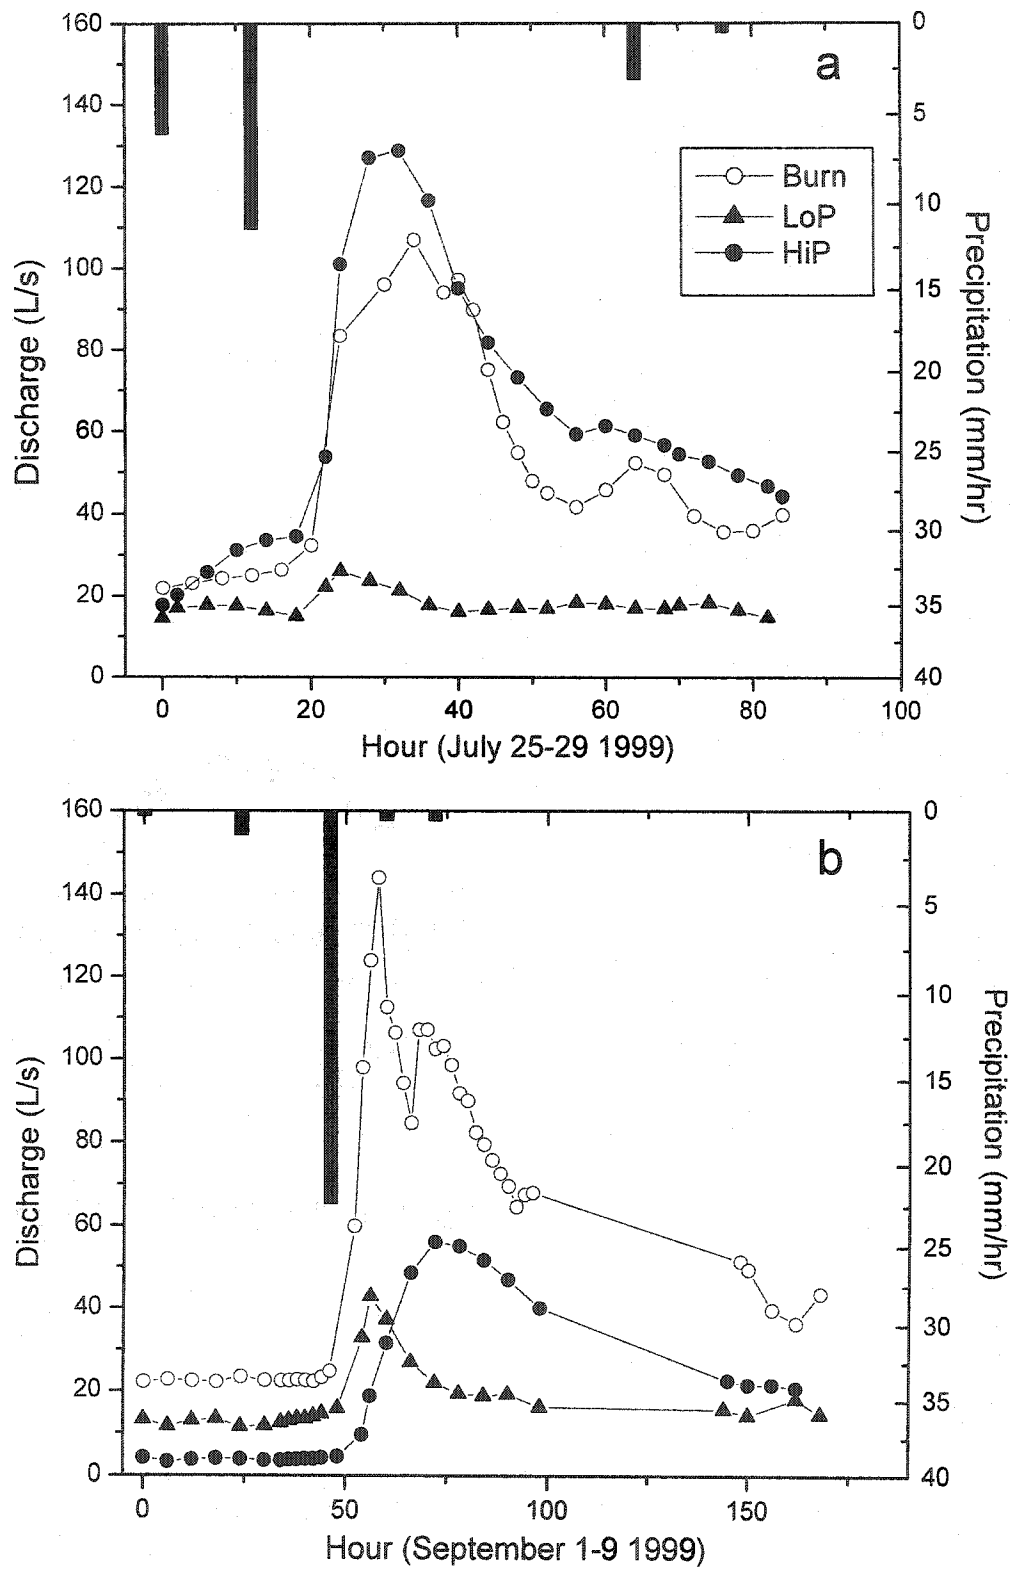 160
140
120
100
80
60
40
20
0
Discharge (L/s)
0
5
10
15
20
25
30
35
40
Precipitation (mm/hr)
a
Burn
LoP
HiP
0 20 40 60 80 100
Hour (July 25-29 1999)
160
140
120
100
80
60
40
20
0
Discharge (L/s)
0
5
10
15
20
25
30
35
40
Precipitation (mm/hr)
b
0 50 100 150
Hour (September 1-9 1999)